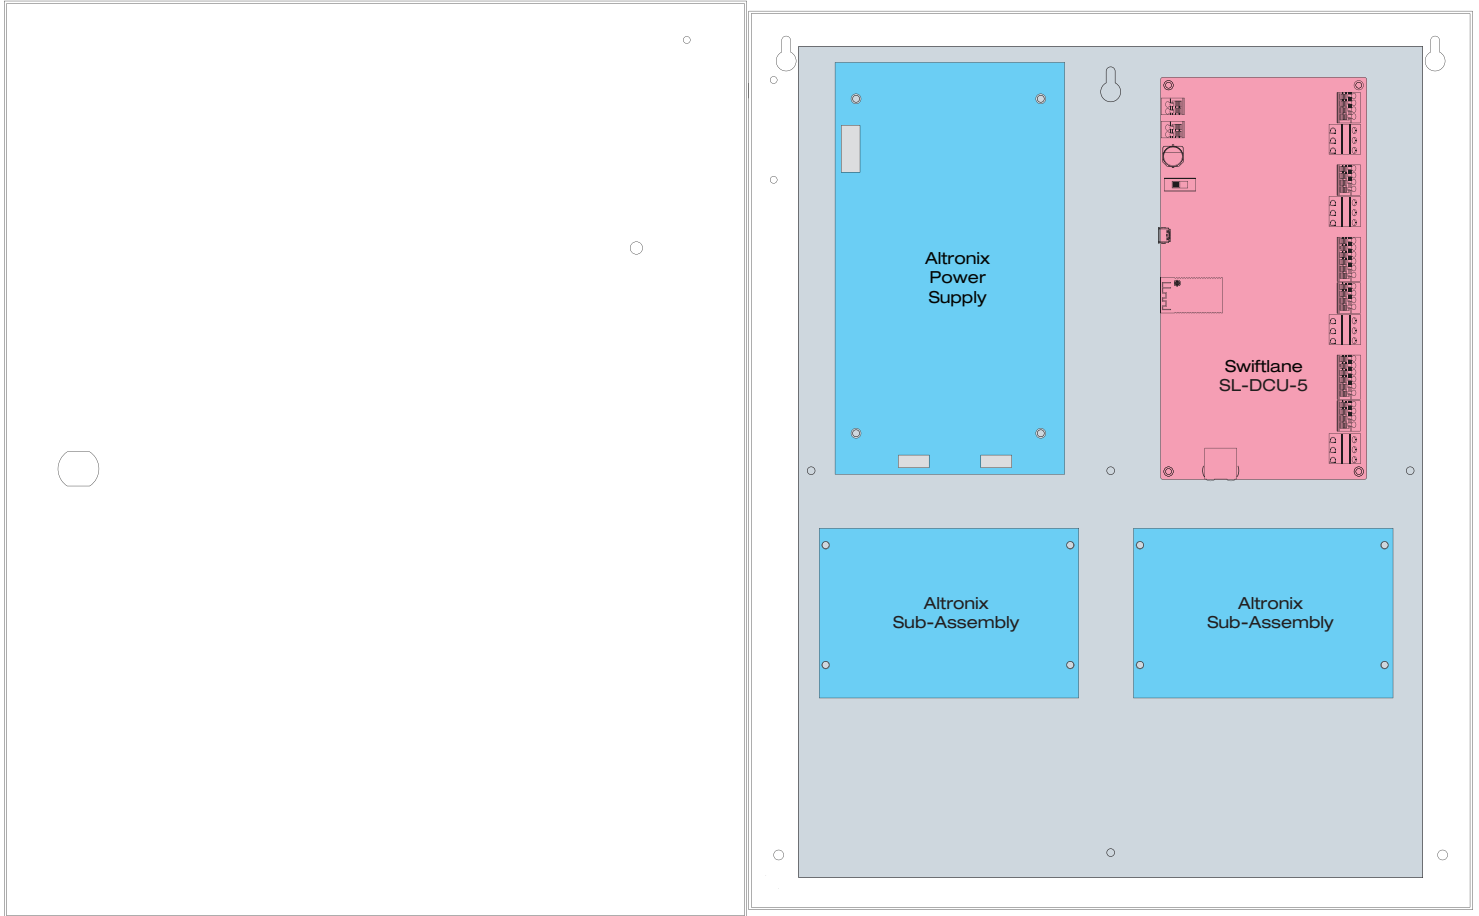 Altronix
Power
Supply
Swiftlane
SL-DCU-5
Altronix
Sub-Assembly
Altronix
Sub-Assembly